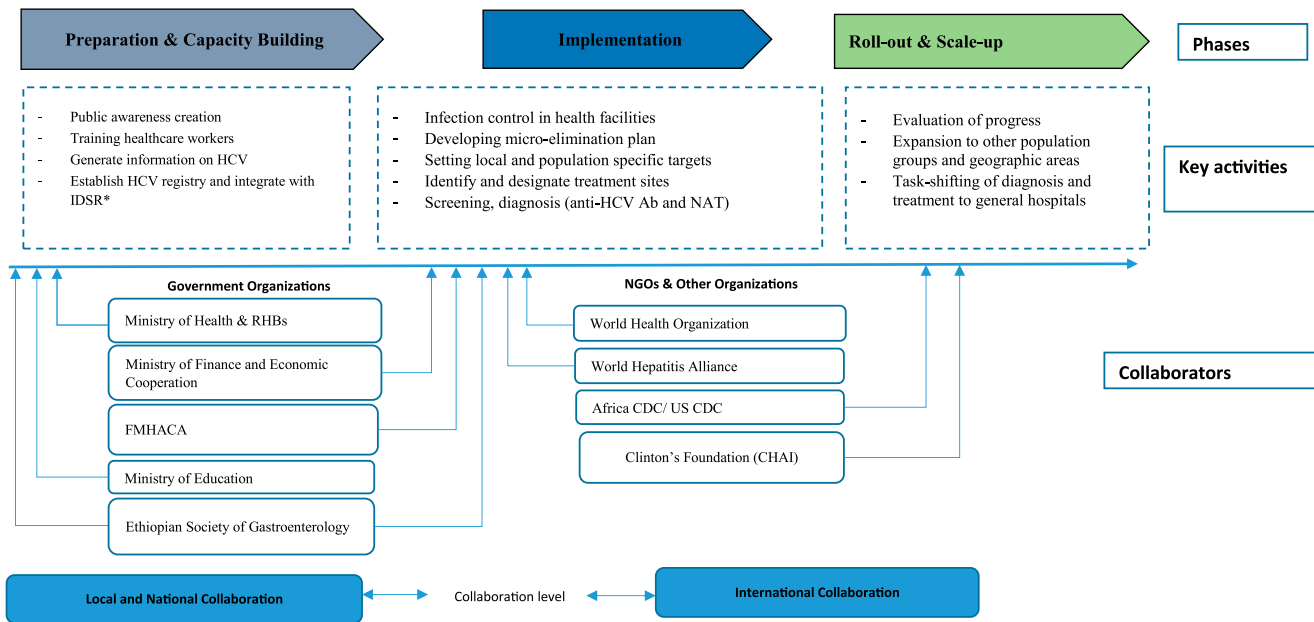 Preparation & Capacity Building
Implementation
Roll-out & Scale-up
Phases
- Public awareness creation
- Training healthcare workers
- Generate information on HCV
- Establish HCV registry and integrate with
IDSR*
- Infection control in health facilities
- Developing micro-elimination plan
- Setting local and population specific targets
- Identify and designate treatment sites
- Screening, diagnosis (anti-HCV Ab and NAT)
- Evaluation of progress
- Expansion to other population
groups and geographic areas
- Task-shifting of diagnosis and
treatment to general hospitals
Key activities
Government Organizations
Ministry of Health & RHBs
Ministry of Finance and Economic
Cooperation
FMHACA
Ministry of Education
Ethiopian Society of Gastroenterology
NGOs & Other Organizations
World Health Organization
World Hepatitis Alliance
Africa CDC/ US CDC
Clinton's Foundation (CHAI)
Collaborators
Local and National Collaboration
Collaboration level
International Collaboration